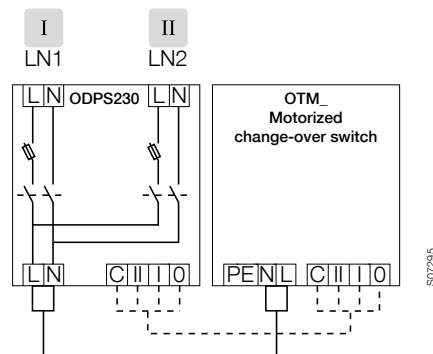 I II
LN1 LN2
L N ODPS230 L N
OTM_
Motorized
change-over switch
L N C II I 0
PE N L C II I 0
S07295